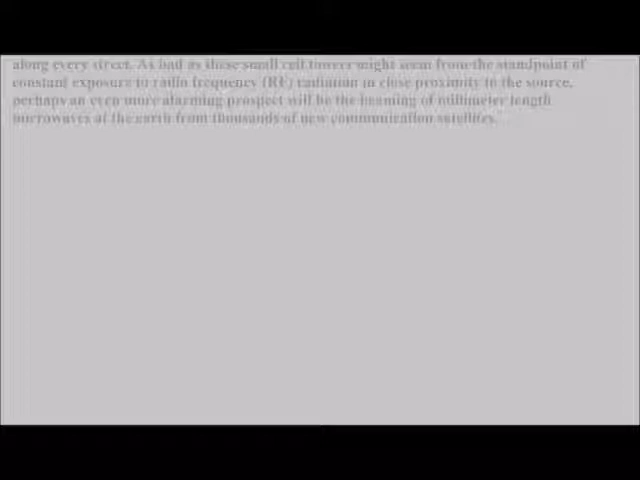 along every street. As bad as these small cell towers might seem from the standpoint of
constant exposure to radio frequency (RF) radiation in close proximity to the source,
perhaps an even more alarming prospect will be the beaming of millimeter length
microwaves at the earth from thousands of new communication satellites.